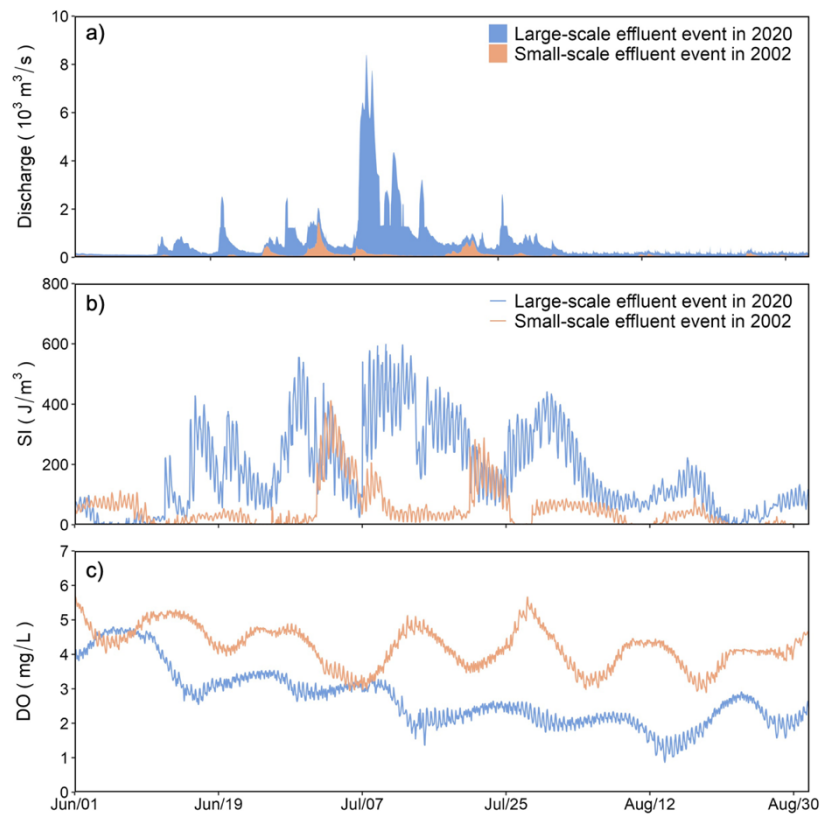 a)
Large-scale effluent event in 2020
Small-scale effluent event in 2002
Discharge ( 10³ m³/s )
10
8
6
4
2
0
b)
Large-scale effluent event in 2020
Small-scale effluent event in 2002
SI ( J/m³ )
800
600
400
200
0
c)
DO ( mg/L )
7
6
5
4
3
2
1
0
Jun/01 Jun/19 Jul/07 Jul/25 Aug/12 Aug/30